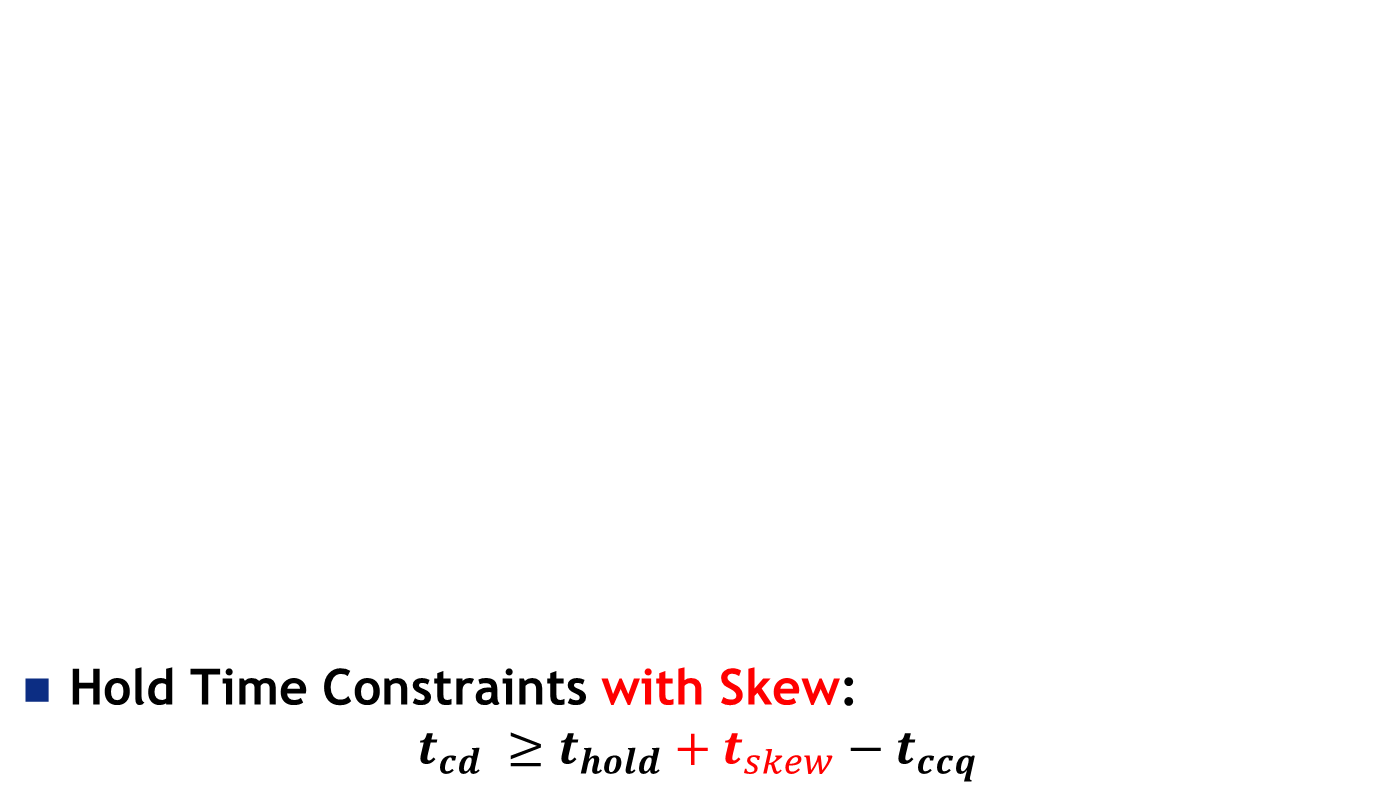 ■ Hold Time Constraints with Skew:
t_cd ≥ t_hold + t_skew − t_ccq